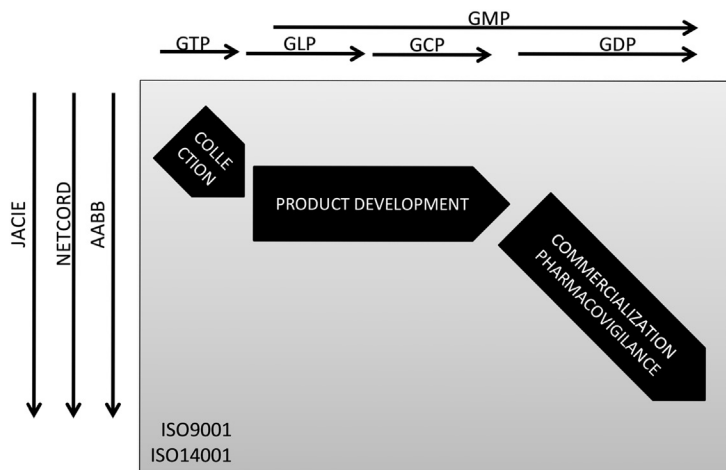 GMP
GTP
GLP
GCP
GDP
JACIE
NETCORD
AABB
COLLE
CTION
PRODUCT DEVELOPMENT
COMMERCIALIZATION
PHARMACOVIGILANCE
ISO9001
ISO14001